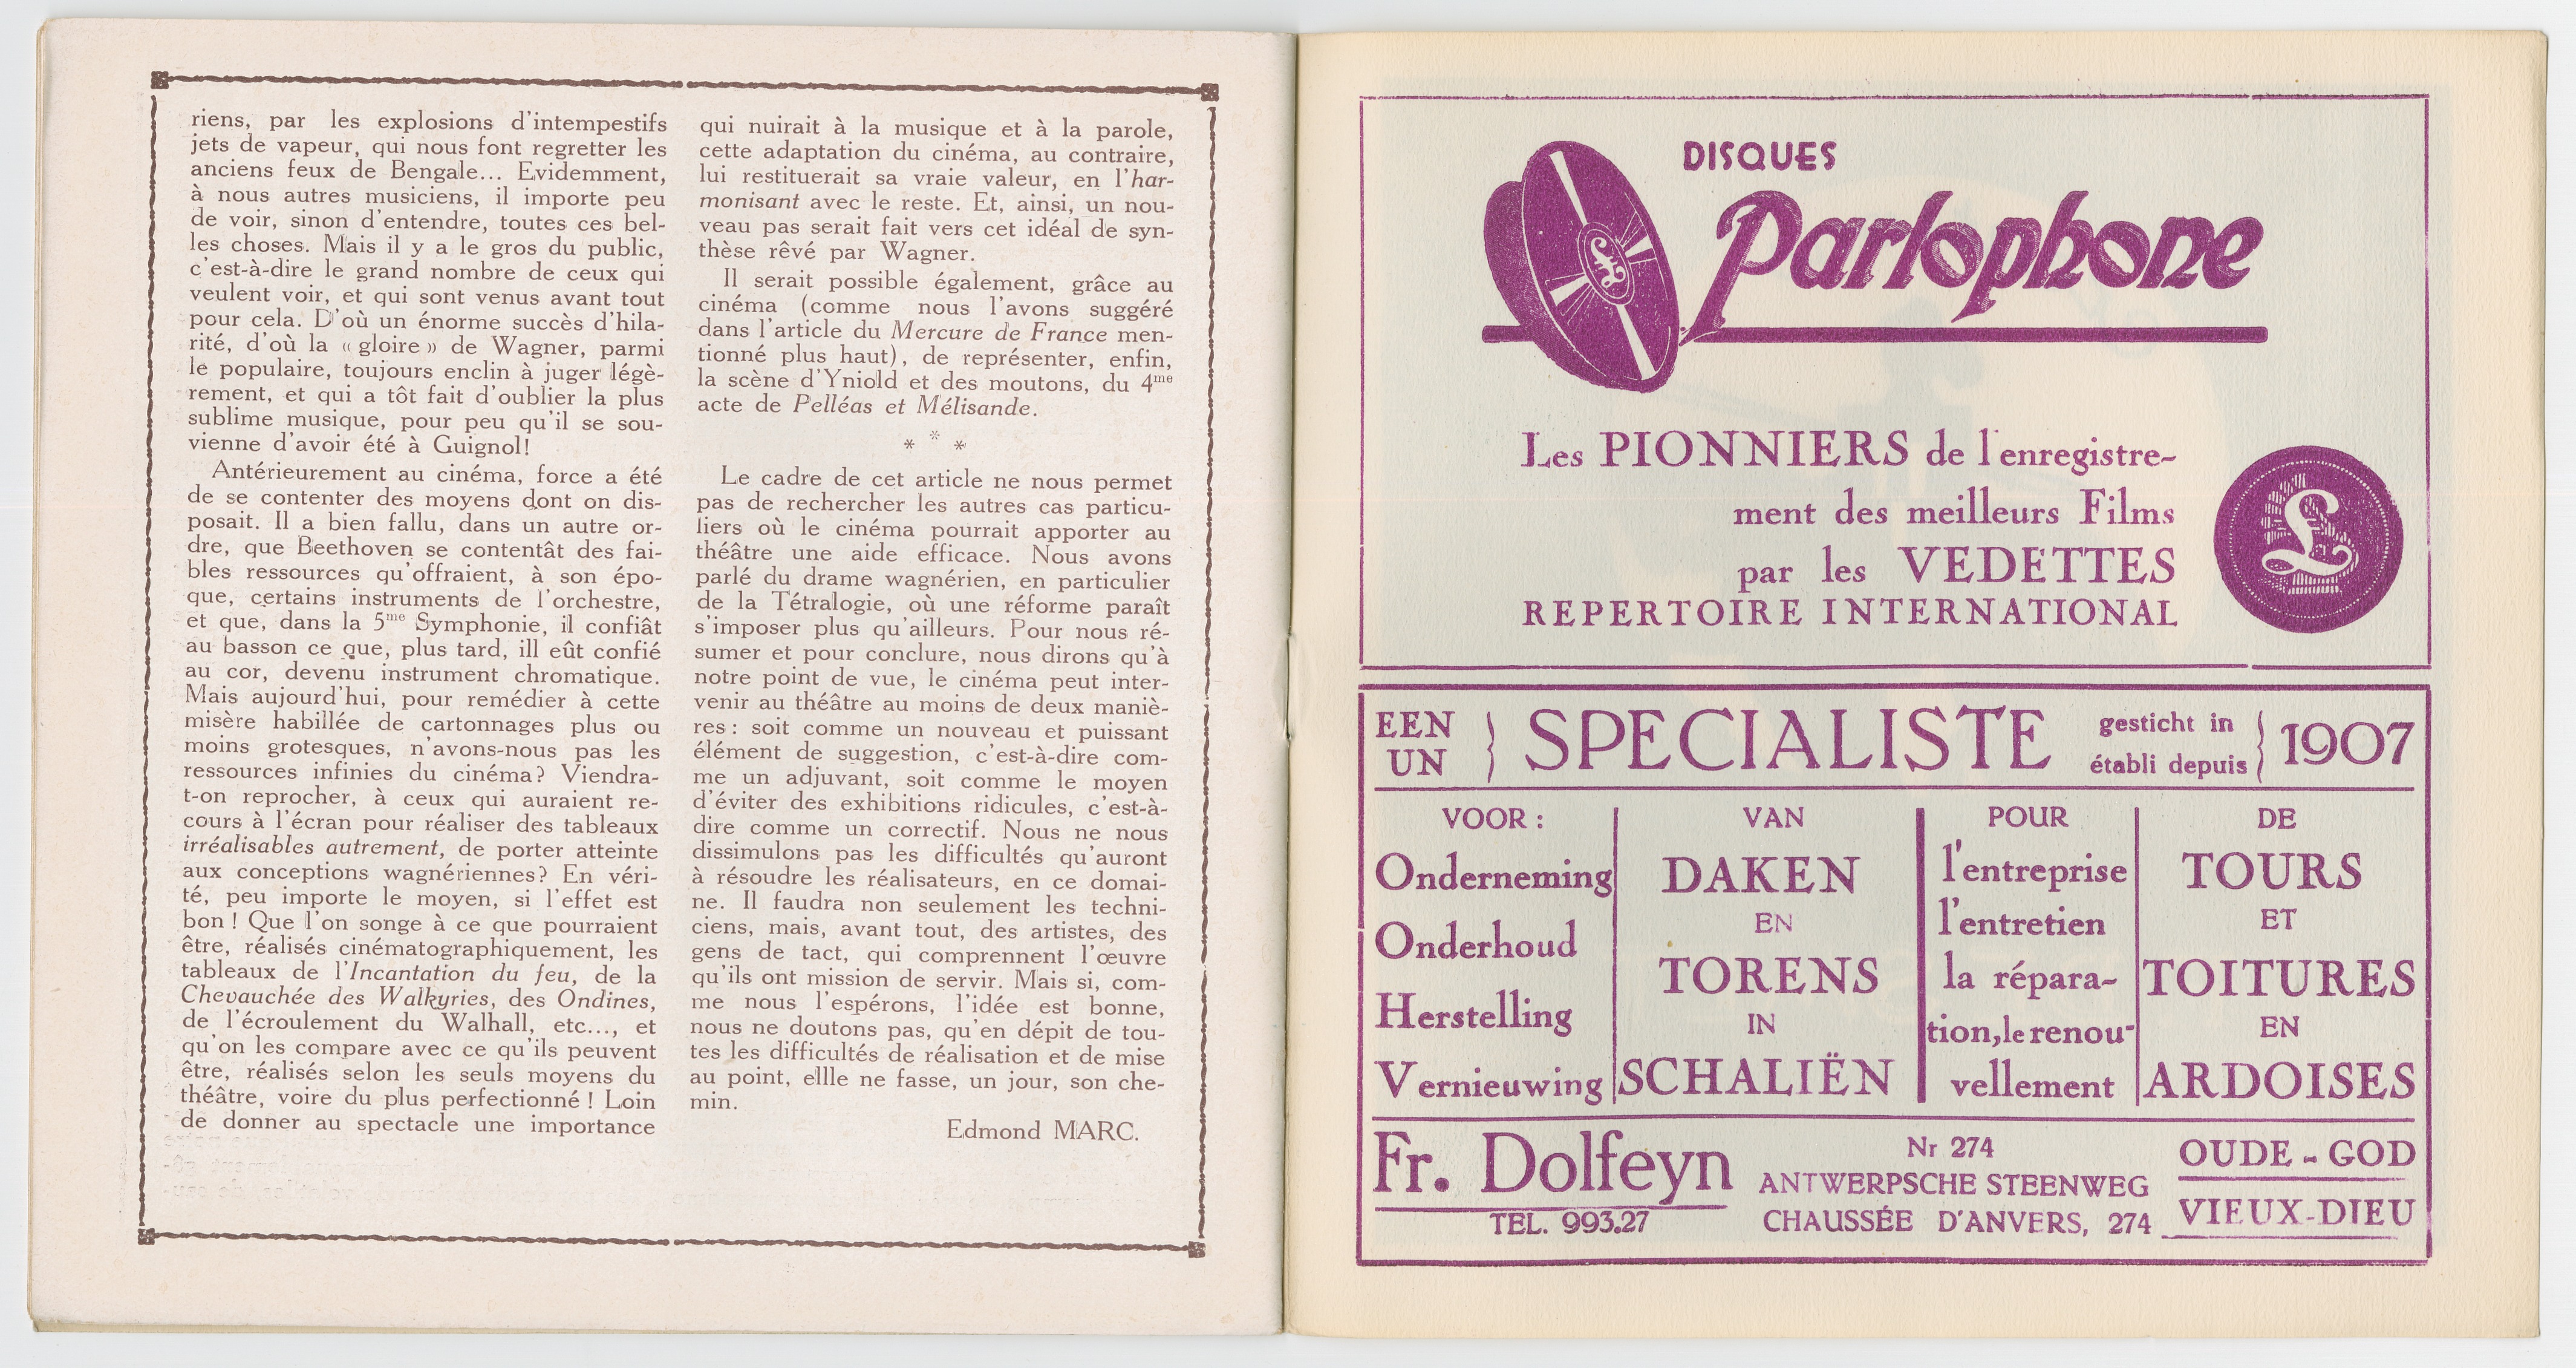 riens, par les explosions d'intempestifs
jets de vapeur, qui nous font regretter les
anciens feux de Bengale... Evidemment,
à nous autres musiciens, il importe peu
de voir, sinon d'entendre, toutes ces bel-
les choses. Mais il y a le gros du public,
c'est-à-dire le grand nombre de ceux qui
veulent voir, et qui sont venus avant tout
pour cela. D'où un énorme succès d'hila-
rité, d'où la « gloire » de Wagner, parmi
le populaire, toujours enclin à juger légè-
rement, et qui a tôt fait d'oublier la plus
sublime musique, pour peu qu'il se sou-
vienne d'avoir été à Guignol!
Antérieurement au cinéma, force a été
de se contenter des moyens dont on dis-
posait. Il a bien fallu, dans un autre or-
dre, que Beethoven se contentât des fai-
bles ressources qu'offraient, à son épo-
que, certains instruments de l'orchestre,
et que, dans la 5me Symphonie, il confiât
au basson ce que, plus tard, ill eût confié
au cor, devenu instrument chromatique.
Mais aujourd'hui, pour remédier à cette
misère habillée de cartonnages plus ou
moins grotesques, n'avons-nous pas les
ressources infinies du cinéma? Viendra-
t-on reprocher, à ceux qui auraient re-
cours à l'écran pour réaliser des tableaux
irréalisables autrement, de porter atteinte
aux conceptions wagnériennes? En véri-
té, peu importe le moyen, si l'effet est
bon ! Que l'on songe à ce que pourraient
être, réalisés cinématographiquement, les
tableaux de l'Incantation du feu, de la
Chevauchée des Walkyries, des Ondines,
de l'écroulement du Walhall, etc..., et
qu'on les compare avec ce qu'ils peuvent
être, réalisés selon les seuls moyens du
théâtre, voire du plus perfectionné ! Loin
de donner au spectacle une importance
qui nuirait à la musique et à la parole,
cette adaptation du cinéma, au contraire,
lui restituerait sa vraie valeur, en l'har-
monisant avec le reste. Et, ainsi, un nou-
veau pas serait fait vers cet idéal de syn-
thèse rêvé par Wagner.
Il serait possible également, grâce au
cinéma (comme nous l'avons suggéré
dans l'article du Mercure de France men-
tionné plus haut), de représenter, enfin,
la scène d'Yniold et des moutons, du 4me
acte de Pelléas et Mélisande.
* * *
Le cadre de cet article ne nous permet
pas de rechercher les autres cas particu-
liers où le cinéma pourrait apporter au
théâtre une aide efficace. Nous avons
parlé du drame wagnérien, en particulier
de la Tétralogie, où une réforme paraît
s'imposer plus qu'ailleurs. Pour nous ré-
sumer et pour conclure, nous dirons qu'à
notre point de vue, le cinéma peut inter-
venir au théâtre au moins de deux maniè-
res : soit comme un nouveau et puissant
élément de suggestion, c'est-à-dire com-
me un adjuvant, soit comme le moyen
d'éviter des exhibitions ridicules, c'est-à-
dire comme un correctif. Nous ne nous
dissimulons pas les difficultés qu'auront
à résoudre les réalisateurs, en ce domai-
ne. Il faudra non seulement les techni-
ciens, mais, avant tout, des artistes, des
gens de tact, qui comprennent l'œuvre
qu'ils ont mission de servir. Mais si, com-
me nous l'espérons, l'idée est bonne,
nous ne doutons pas, qu'en dépit de tou-
tes les difficultés de réalisation et de mise
au point, ellle ne fasse, un jour, son che-
min.
Edmond MARC.
DISQUES
Parlophone
Les PIONNIERS de l'enregistre-
ment des meilleurs Films
par les VEDETTES
REPERTOIRE INTERNATIONAL
£
EEN
UN
SPECIALISTE
gesticht in
établi depuis
1907
VOOR :
Onderneming
Onderhoud
Herstelling
Vernieuwing
VAN
DAKEN
EN
TORENS
IN
SCHALIËN
POUR
l'entreprise
l'entretien
la répara-
tion, le renou-
vellement
DE
TOURS
ET
TOITURES
EN
ARDOISES
Fr. Dolfeyn
TEL. 993.27
Nr 274
ANTWERPSCHE STEENWEG
CHAUSSÉE D'ANVERS, 274
OUDE - GOD
VIEUX-DIEU